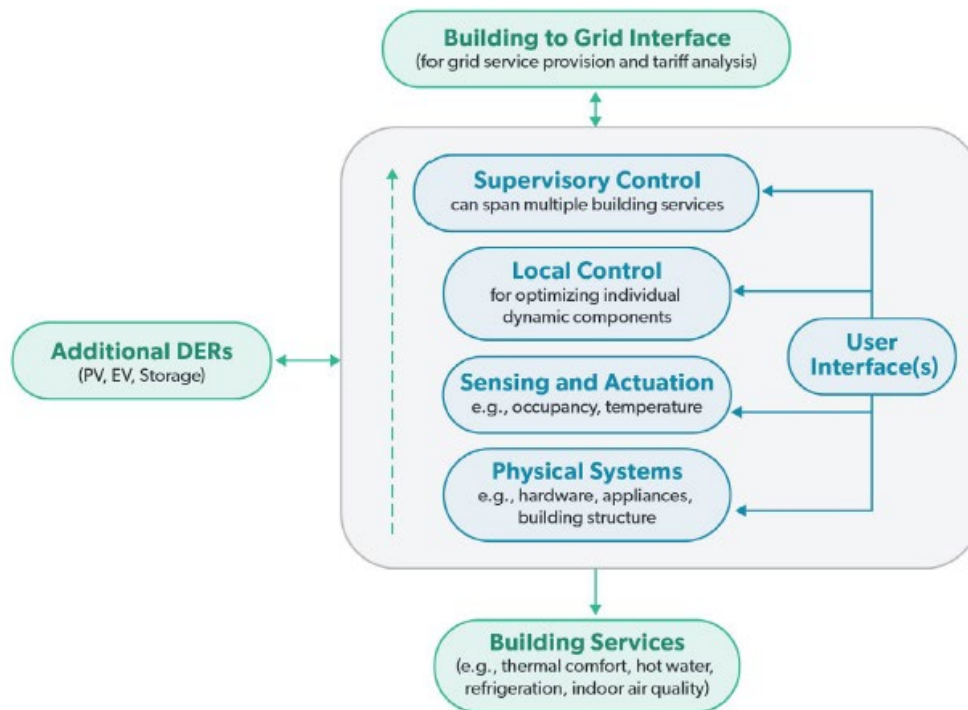 Building to Grid Interface
(for grid service provision and tariff analysis)
Supervisory Control
can span multiple building services
Local Control
for optimizing individual
dynamic components
Additional DERs
(PV, EV, Storage)
User
Interface(s)
Sensing and Actuation
e.g., occupancy, temperature
Physical Systems
e.g., hardware, appliances,
building structure
Building Services
(e.g., thermal comfort, hot water,
refrigeration, indoor air quality)